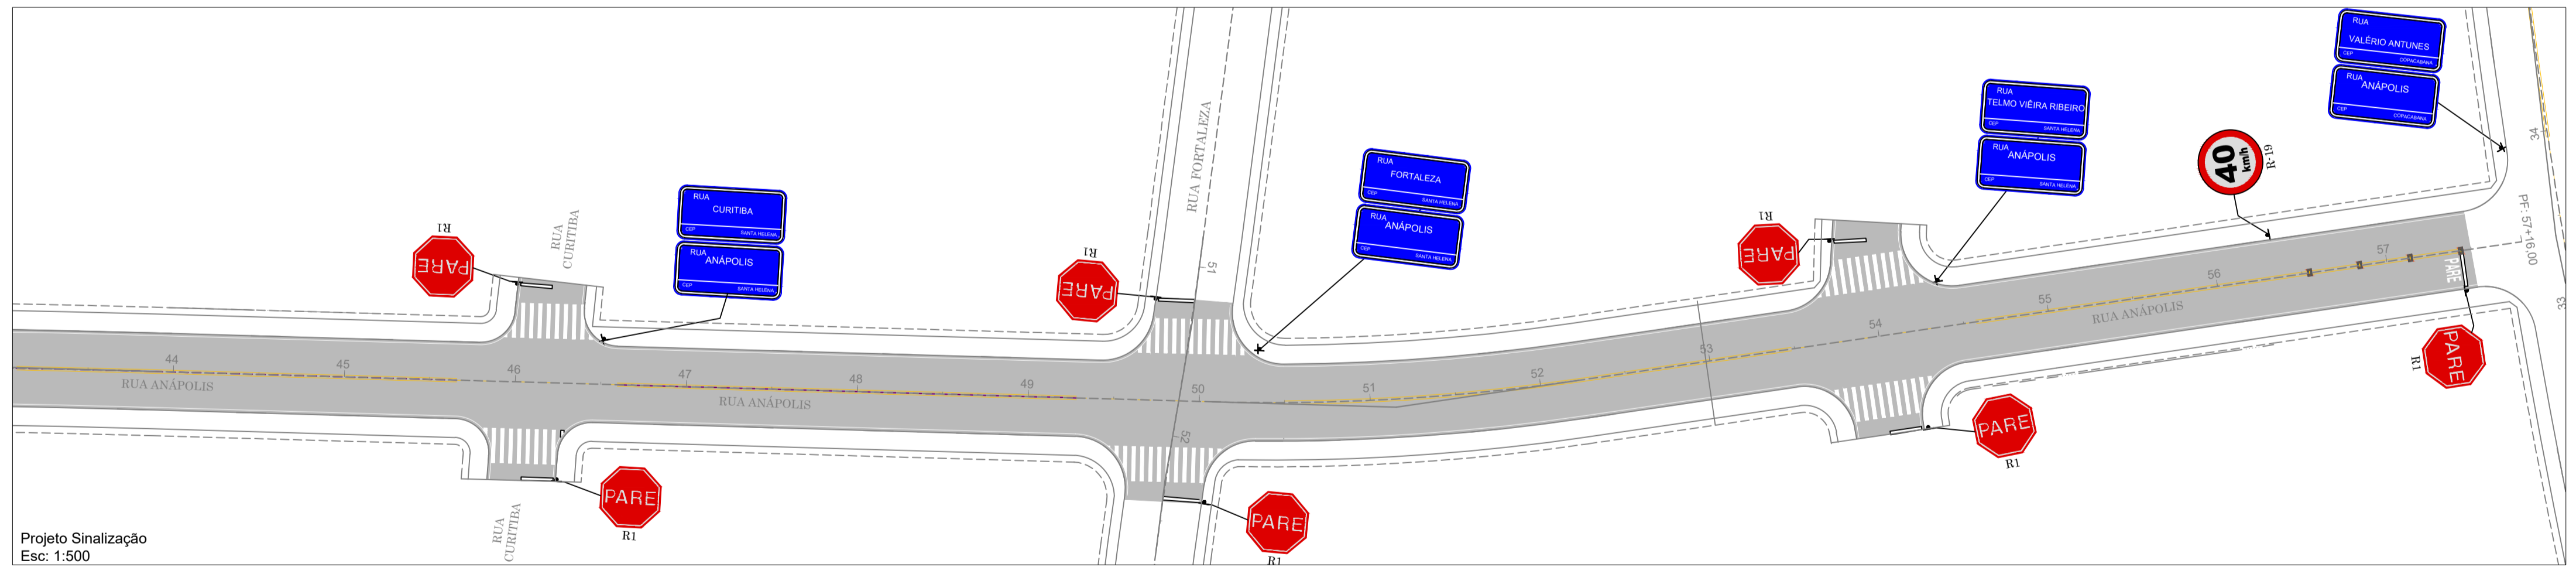 RUA
VALÉRIO ANTUNES
CEP
COPACABANA
RUA
ANÁPOLIS
CEP
COPACABANA
RUA
TELMO VIÊIRA RIBEIRO
CEP
SANTA HELENA
RUA
ANÁPOLIS
CEP
SANTA HELENA
40
km/h
R-19
34
RUA
FORTALEZA
CEP
SANTA HELENA
RUA
ANÁPOLIS
CEP
SANTA HELENA
RUA FORTALEZA
RUA
CURITIBA
CEP
SANTA HELENA
RUA
ANÁPOLIS
CEP
SANTA HELENA
R1
PARE
RUA
CURITIBA
R1
PARE
51
R1
PARE
PF: 57+16,00
33
44
45
46
47
48
49
50
51
52
53
54
55
56
57
PARE
RUA ANÁPOLIS
RUA ANÁPOLIS
RUA ANÁPOLIS
52
PARE
R1
PARE
R1
PARE
R1
PARE
R1
RUA
CURITIBA
Projeto Sinalização
Esc: 1:500